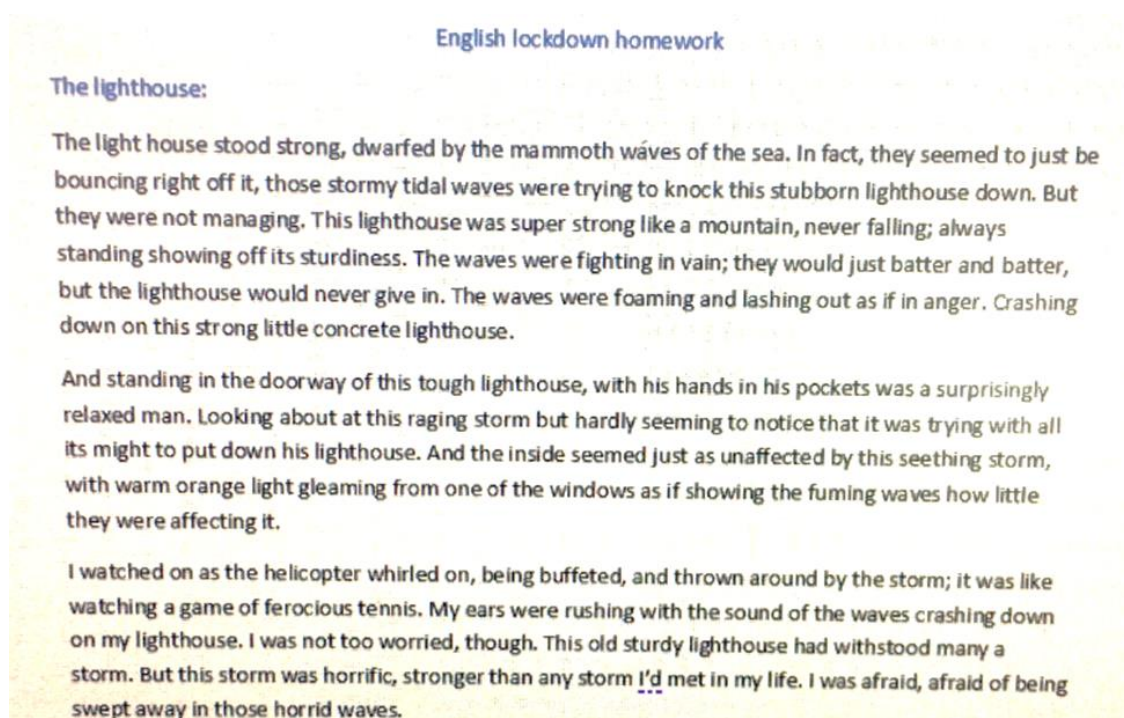 English lockdown homework
The lighthouse:
The light house stood strong, dwarfed by the mammoth waves of the sea. In fact, they seemed to just be
bouncing right off it, those stormy tidal waves were trying to knock this stubborn lighthouse down. But
they were not managing. This lighthouse was super strong like a mountain, never falling; always
standing showing off its sturdiness. The waves were fighting in vain; they would just batter and batter,
but the lighthouse would never give in. The waves were foaming and lashing out as if in anger. Crashing
down on this strong little concrete lighthouse.
And standing in the doorway of this tough lighthouse, with his hands in his pockets was a surprisingly
relaxed man. Looking about at this raging storm but hardly seeming to notice that it was trying with all
its might to put down his lighthouse. And the inside seemed just as unaffected by this seething storm,
with warm orange light gleaming from one of the windows as if showing the fuming waves how little
they were affecting it.
I watched on as the helicopter whirled on, being buffeted, and thrown around by the storm; it was like
watching a game of ferocious tennis. My ears were rushing with the sound of the waves crashing down
on my lighthouse. I was not too worried, though. This old sturdy lighthouse had withstood many a
storm. But this storm was horrific, stronger than any storm I'd met in my life. I was afraid, afraid of being
swept away in those horrid waves.